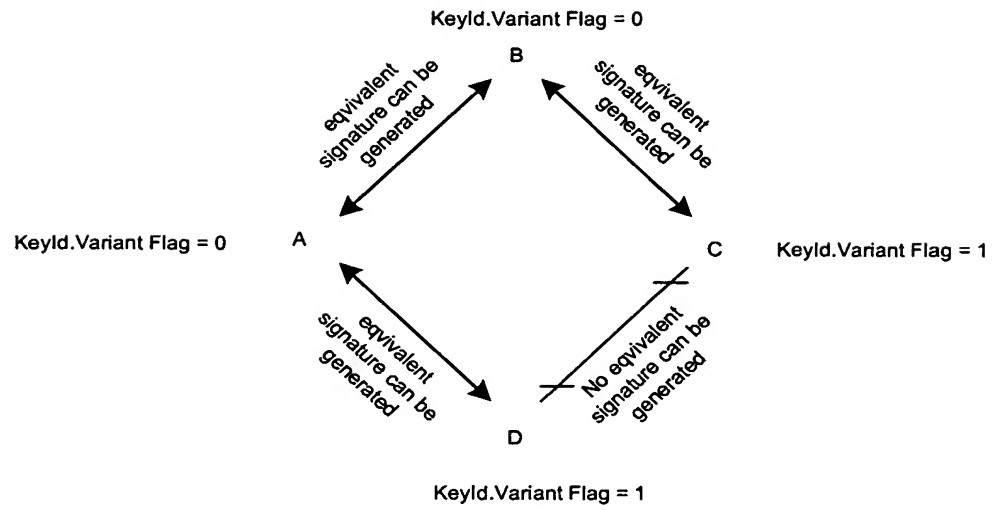 KeyId.Variant Flag = 0
B
eqvivalent
signature can be
generated
eqvivalent
signature can be
generated
KeyId.Variant Flag = 0
A
C
KeyId.Variant Flag = 1
eqvivalent
signature can be
generated
No eqvivalent
signature can be
generated
D
KeyId.Variant Flag = 1